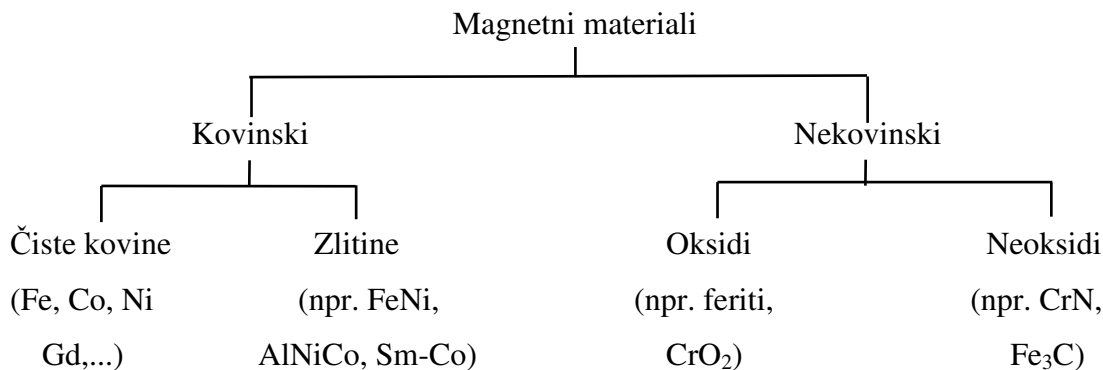 Magnetni materiali
Kovinski
Nekovinski
Čiste kovine
(Fe, Co, Ni
Gd,...)
Zlitine
(npr. FeNi,
AlNiCo, Sm-Co)
Oksidi
(npr. feriti,
CrO₂)
Neoksidi
(npr. CrN,
Fe₃C)